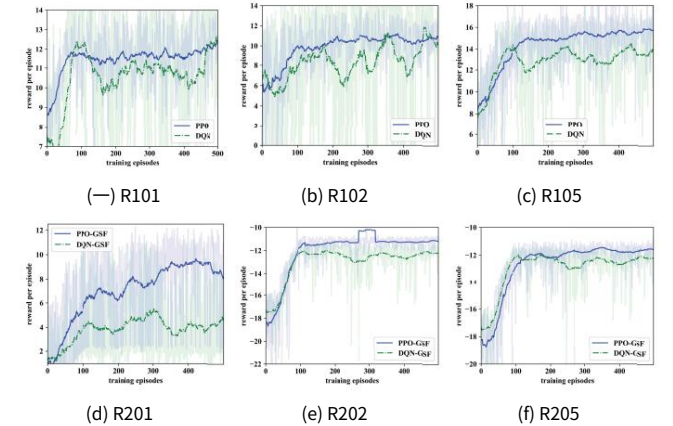 14
13
12
11
10
9
8
7
reward per episode
PPO
DQN
0 100 200 300 400 500
training episodes
(一) R101
14
12
10
8
6
4
2
0
reward per episode
PPO
DQN
0 100 200 300 400
training episodes
(b) R102
18
16
14
12
10
8
6
reward per episode
PPO
DQN
0 100 200 300 400
training episodes
(c) R105
12
10
8
6
4
2
reward per episode
PPO-GSF
DQN-GSF
0 100 200 300 400 500
training episodes
(d) R201
−10
−12
−14
−16
−18
−20
−22
reward per episode
PPO-GSF
DQN-GSF
0 100 200 300 400
training episodes
(e) R202
−12
−14
−16
−18
−20
reward per episode
PPO-GSF
DQN-GSF
0 100 200 300 400
training episodes
(f) R205